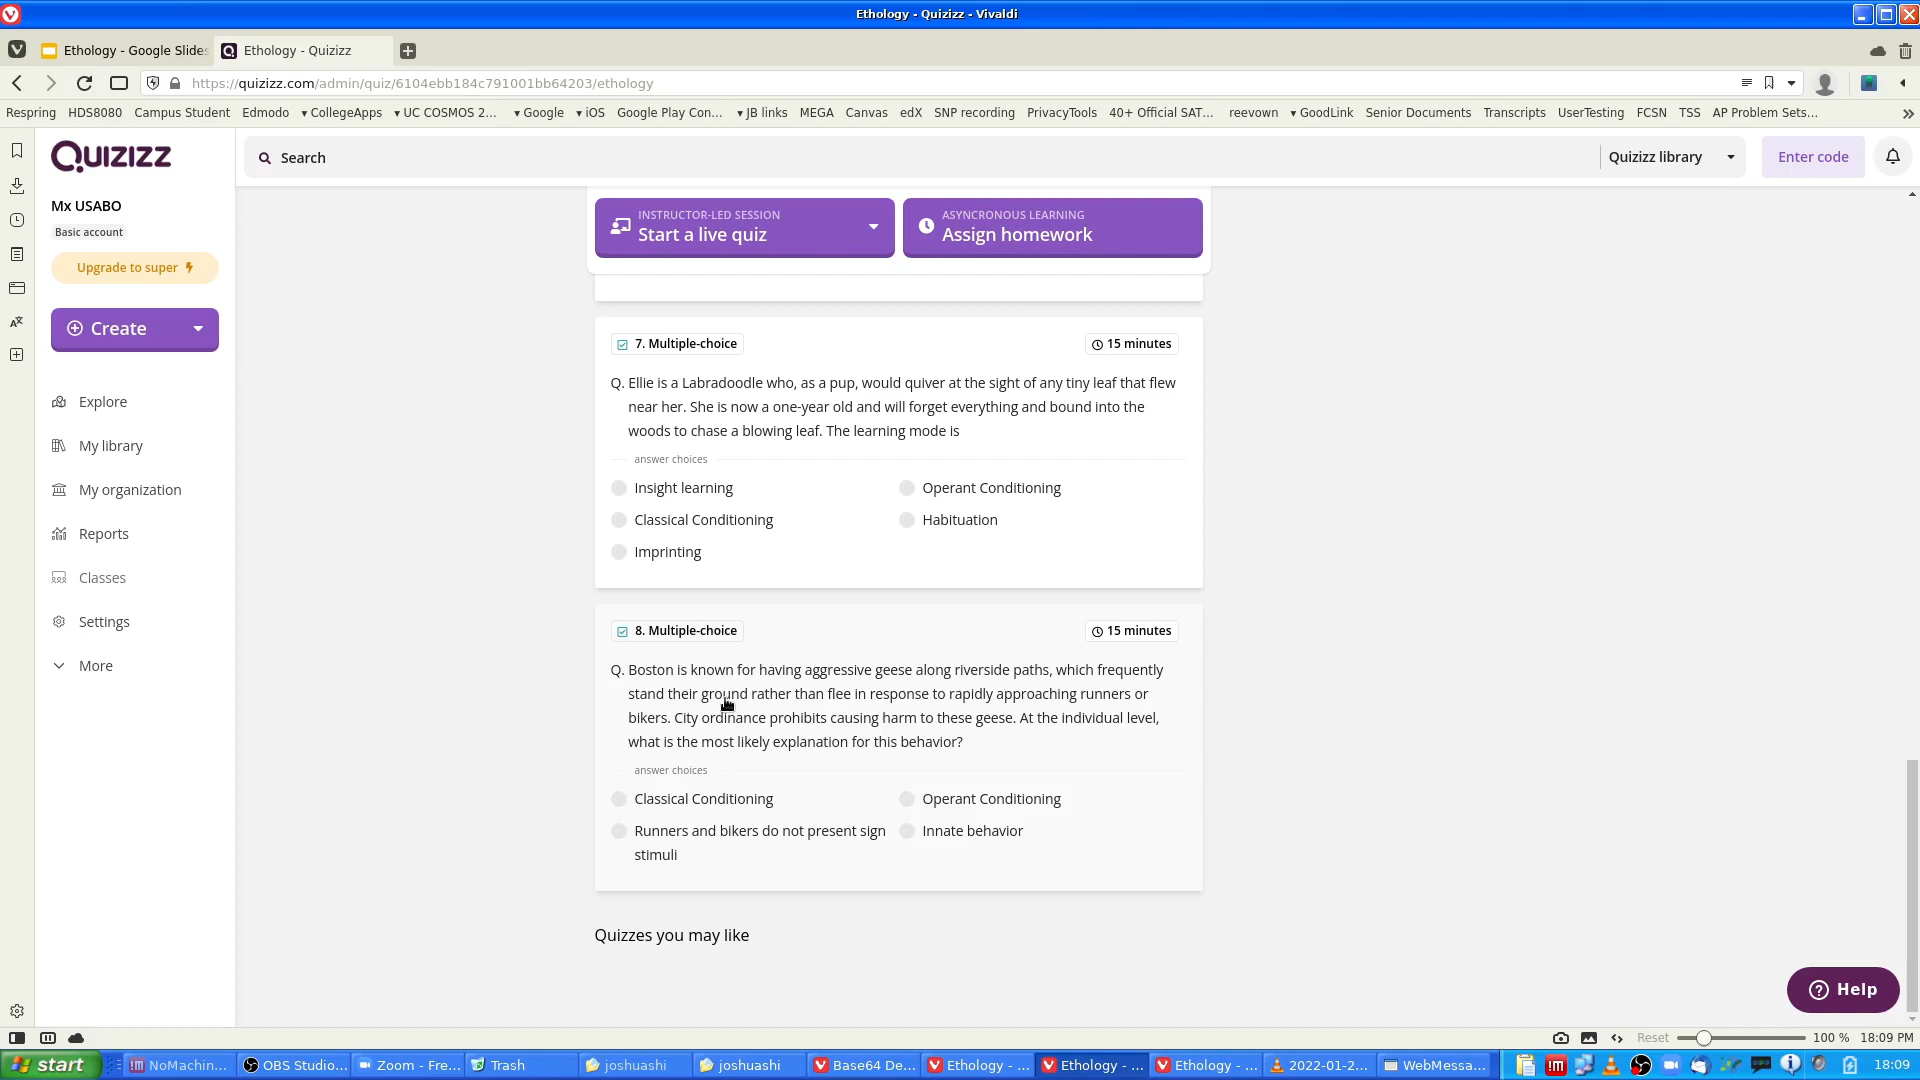 Ethology - Quizizz - Vivaldi
Ethology - Google Slides
Ethology - Quizizz
https://quizizz.com/admin/quiz/6104ebb184c791001bb64203/ethology
Respring HDS8080 Campus Student Edmodo CollegeApps UC COSMOS 2... Google iOS Google Play Con... JB links MEGA Canvas edX SNP recording PrivacyTools 40+ Official SAT... reevown GoodLink Senior Documents Transcripts UserTesting FCSN TSS AP Problem Sets...
QUIZIZZ
Search
Quizizz library
Enter code
Mx USABO
Basic account
Upgrade to super
Create
Explore
My library
My organization
Reports
Classes
Settings
More
INSTRUCTOR-LED SESSION
Start a live quiz
ASYNCRONOUS LEARNING
Assign homework
7. Multiple-choice
15 minutes
Q. Ellie is a Labradoodle who, as a pup, would quiver at the sight of any tiny leaf that flew
near her. She is now a one-year old and will forget everything and bound into the
woods to chase a blowing leaf. The learning mode is
answer choices
Insight learning
Operant Conditioning
Classical Conditioning
Habituation
Imprinting
8. Multiple-choice
15 minutes
Q. Boston is known for having aggressive geese along riverside paths, which frequently
stand their ground rather than flee in response to rapidly approaching runners or
bikers. City ordinance prohibits causing harm to these geese. At the individual level,
what is the most likely explanation for this behavior?
answer choices
Classical Conditioning
Operant Conditioning
Runners and bikers do not present sign
stimuli
Innate behavior
Quizzes you may like
Help
Reset
100 %
18:09 PM
start
NoMachin...
OBS Studio...
Zoom - Fre...
Trash
joshuashi
joshuashi
Base64 De...
Ethology - ...
Ethology - ...
Ethology - ...
2022-01-2...
WebMessa...
18:09